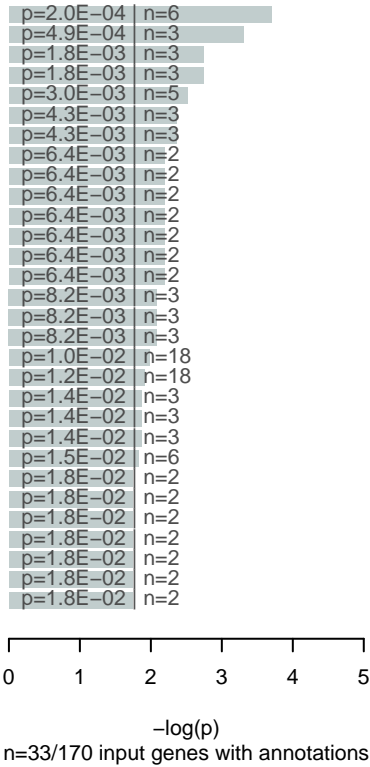 p=2.0E−04 n=6
p=4.9E−04 n=3
p=1.8E−03 n=3
p=1.8E−03 n=3
p=3.0E−03 n=5
p=4.3E−03 n=3
p=4.3E−03 n=3
p=6.4E−03 n=2
p=6.4E−03 n=2
p=6.4E−03 n=2
p=6.4E−03 n=2
p=6.4E−03 n=2
p=6.4E−03 n=2
p=6.4E−03 n=2
p=8.2E−03 n=3
p=8.2E−03 n=3
p=8.2E−03 n=3
p=1.0E−02 n=18
p=1.2E−02 n=18
p=1.4E−02 n=3
p=1.4E−02 n=3
p=1.4E−02 n=3
p=1.5E−02 n=6
p=1.8E−02 n=2
p=1.8E−02 n=2
p=1.8E−02 n=2
p=1.8E−02 n=2
p=1.8E−02 n=2
p=1.8E−02 n=2
p=1.8E−02 n=2
0 1 2 3 4 5
−log(p)
n=33/170 input genes with annotations